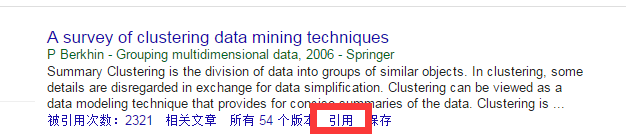 A survey of clustering data mining techniques
P Berkhin - Grouping multidimensional data, 2006 - Springer
Summary Clustering is the division of data into groups of similar objects. In clustering, some
details are disregarded in exchange for data simplification. Clustering can be viewed as a
data modeling technique that provides for concise summaries of the data. Clustering is ...
被引用次数：2321 相关文章 所有 54 个版本 引用 保存